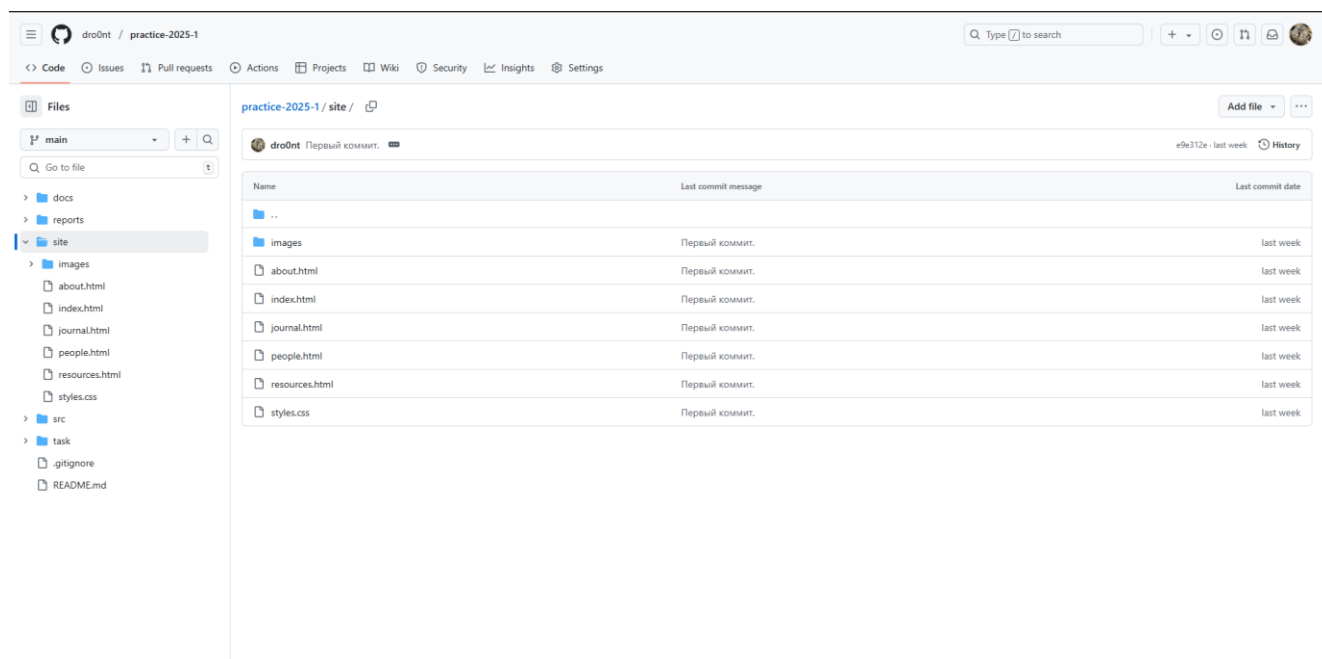 dro0nt / practice-2025-1
Type / to search
Code Issues Pull requests Actions Projects Wiki Security Insights Settings
Files
main
Go to file t
docs
reports
site
images
about.html
index.html
journal.html
people.html
resources.html
styles.css
src
task
.gitignore
README.md
practice-2025-1 / site /
Add file
dro0nt Первый коммит.
e9e312e · last week History
Name Last commit message Last commit date
..
images Первый коммит. last week
about.html Первый коммит. last week
index.html Первый коммит. last week
journal.html Первый коммит. last week
people.html Первый коммит. last week
resources.html Первый коммит. last week
styles.css Первый коммит. last week